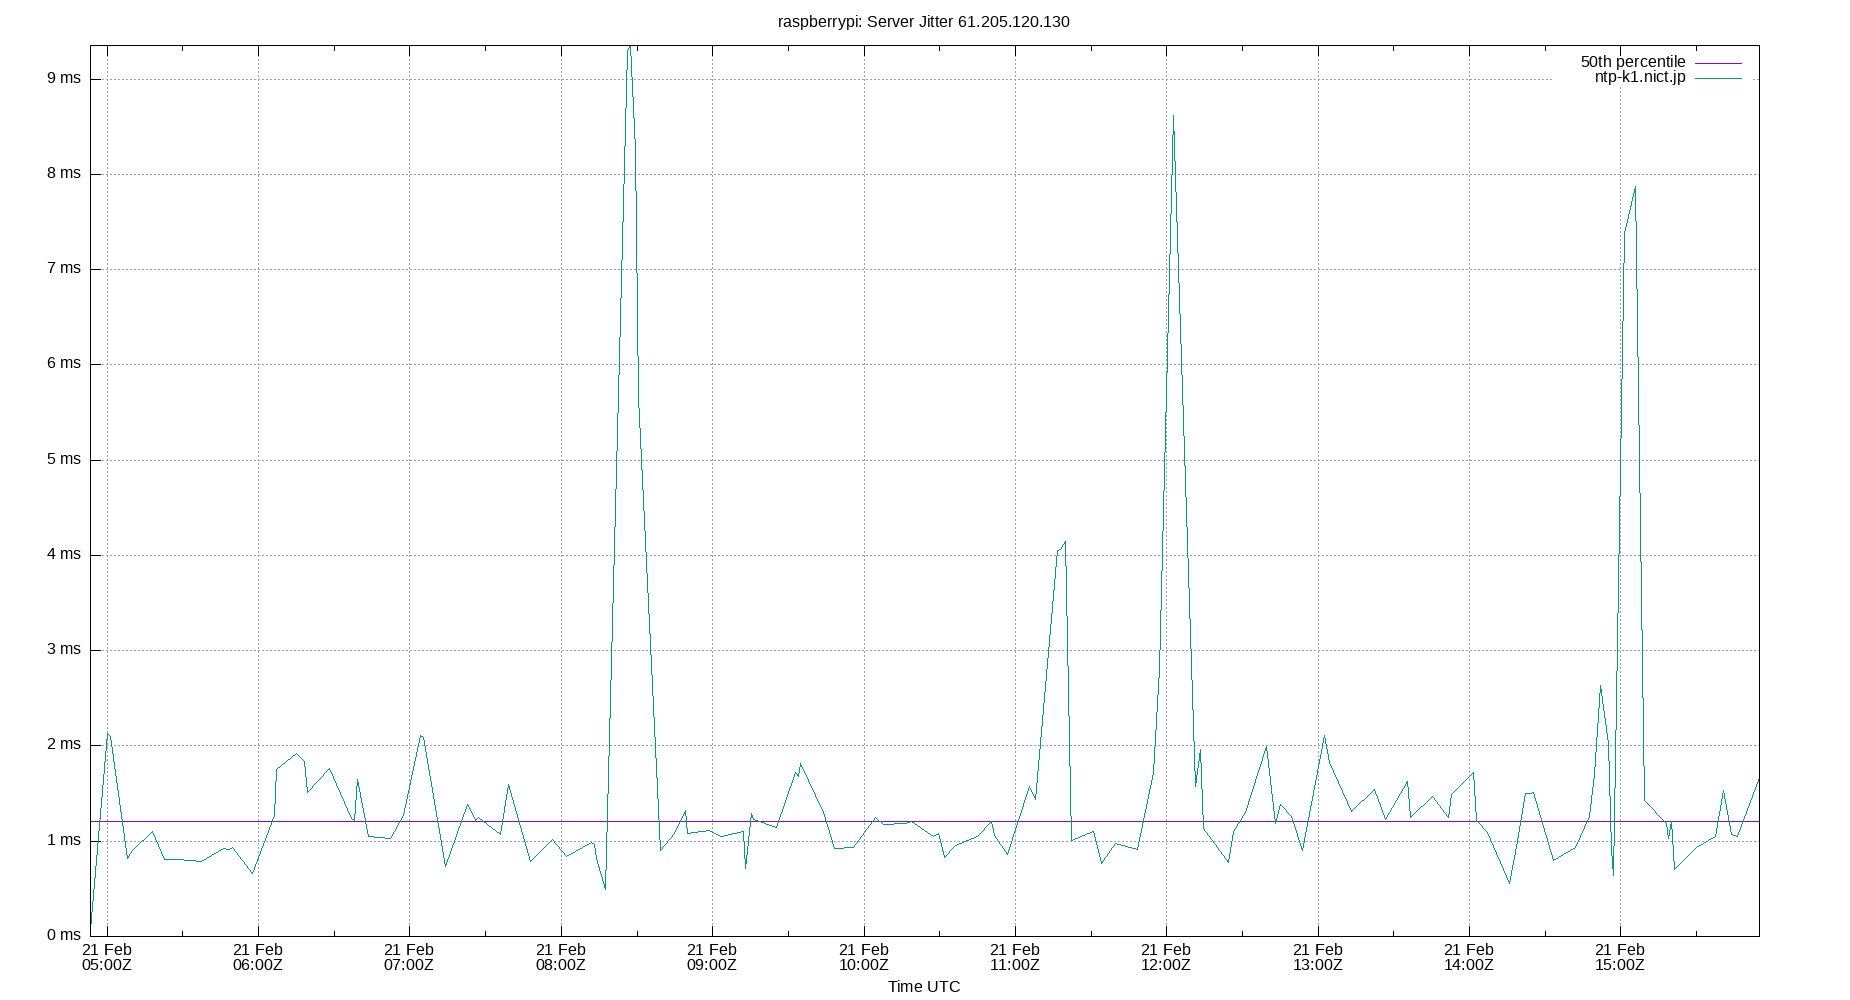 raspberrypi: Server Jitter 61.205.120.130
50th percentile
ntp-k1.nict.jp
9 ms
8 ms
7 ms
6 ms
5 ms
4 ms
3 ms
2 ms
1 ms
0 ms
21 Feb 21 Feb 21 Feb 21 Feb 21 Feb 21 Feb 21 Feb 21 Feb 21 Feb 21 Feb 21 Feb
05:00Z 06:00Z 07:00Z 08:00Z 09:00Z 10:00Z 11:00Z 12:00Z 13:00Z 14:00Z 15:00Z
Time UTC